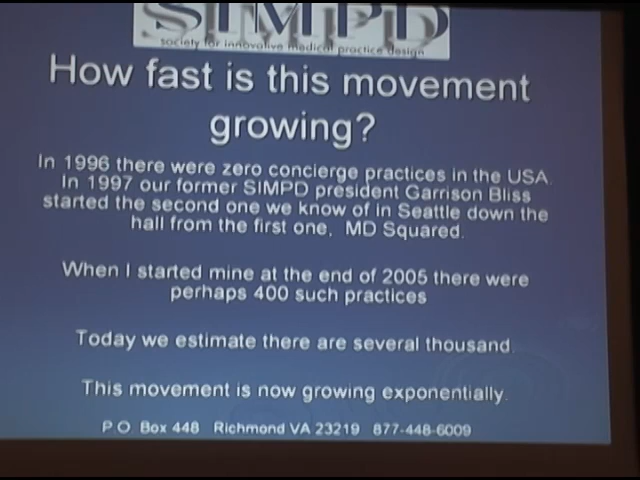 SIMPD
society for innovative medical practice design
How fast is this movement
growing?
In 1996 there were zero concierge practices in the USA.
In 1997 our former SIMPD president Garrison Bliss
started the second one we know of in Seattle down the
hall from the first one, MD Squared.
When I started mine at the end of 2005 there were
perhaps 400 such practices
Today we estimate there are several thousand.
This movement is now growing exponentially.
P O Box 448 Richmond VA 23219 877-448-6009